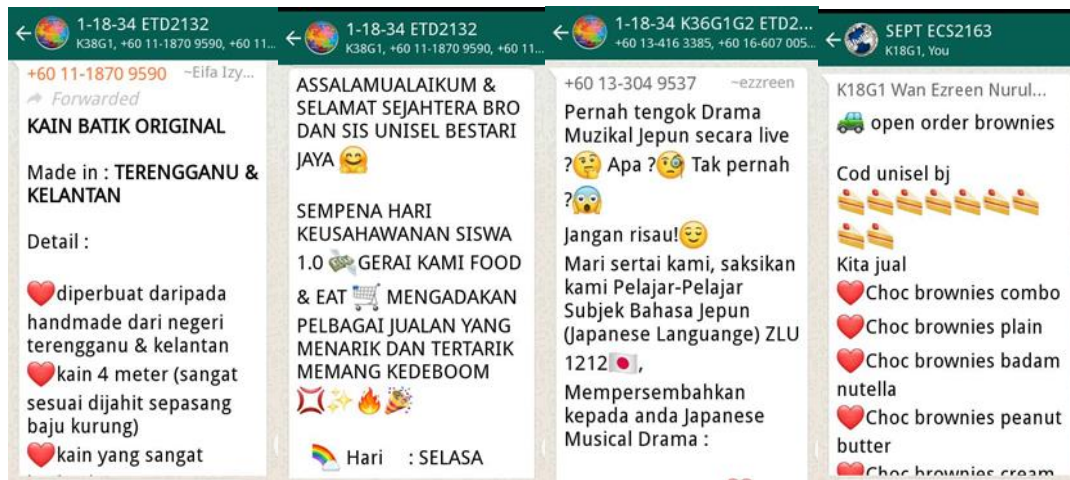 1-18-34 ETD2132
K38G1, +60 11-1870 9590, +60 11...
+60 11-1870 9590 ~Eifa Izy...
Forwarded
KAIN BATIK ORIGINAL
Made in : TERENGGANU &
KELANTAN
Detail :
❤️diperbuat daripada
handmade dari negeri
terengganu & kelantan
❤️kain 4 meter (sangat
sesuai dijahit sepasang
baju kurung)
❤️kain yang sangat
1-18-34 ETD2132
K38G1, +60 11-1870 9590, +60 11...
ASSALAMUALAIKUM &
SELAMAT SEJAHTERA BRO
DAN SIS UNISEL BESTARI
JAYA 🤗
SEMPENA HARI
KEUSAHAWANAN SISWA
1.0 💸GERAI KAMI FOOD
& EAT 🛒 MENGADAKAN
PELBAGAI JUALAN YANG
MENARIK DAN TERTARIK
MEMANG KEDEBOOM
💢✨🔥🎉
🌈 Hari : SELASA
1-18-34 K36G1G2 ETD2...
+60 13-416 3385, +60 16-607 005...
+60 13-304 9537 ~ezzreen
Pernah tengok Drama
Muzikal Jepun secara live
?🤔 Apa ?🧐 Tak pernah
?😱
Jangan risau!😌
Mari sertai kami, saksikan
kami Pelajar-Pelajar
Subjek Bahasa Jepun
(Japanese Languange) ZLU
1212🇯🇵,
Mempersembahkan
kepada anda Japanese
Musical Drama :
SEPT ECS2163
K18G1, You
K18G1 Wan Ezreen Nurul...
🚙 open order brownies
Cod unisel bj
🍰🍰🍰🍰🍰🍰🍰
🍰🍰
Kita jual
❤️Choc brownies combo
❤️Choc brownies plain
❤️Choc brownies badam
nutella
❤️Choc brownies peanut
butter
❤️Choc brownies cream